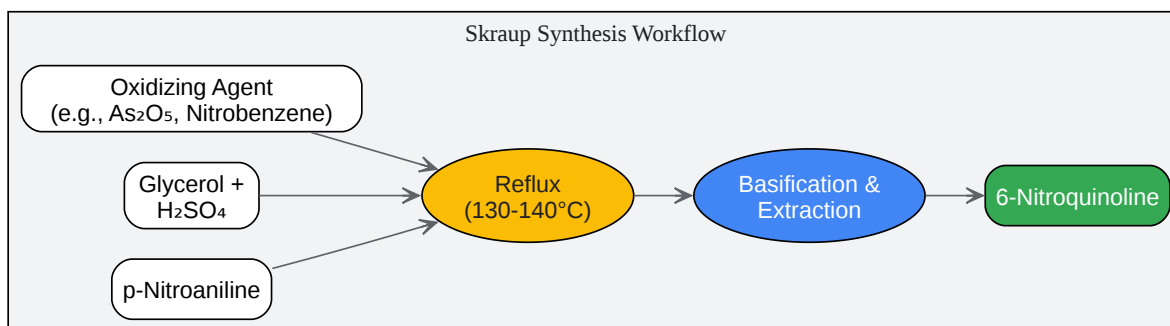 Skraup Synthesis Workflow
Oxidizing Agent
(e.g., As₂O₅, Nitrobenzene)
Glycerol +
H₂SO₄
p-Nitroaniline
Reflux
(130-140°C)
Basification &
Extraction
6-Nitroquinoline